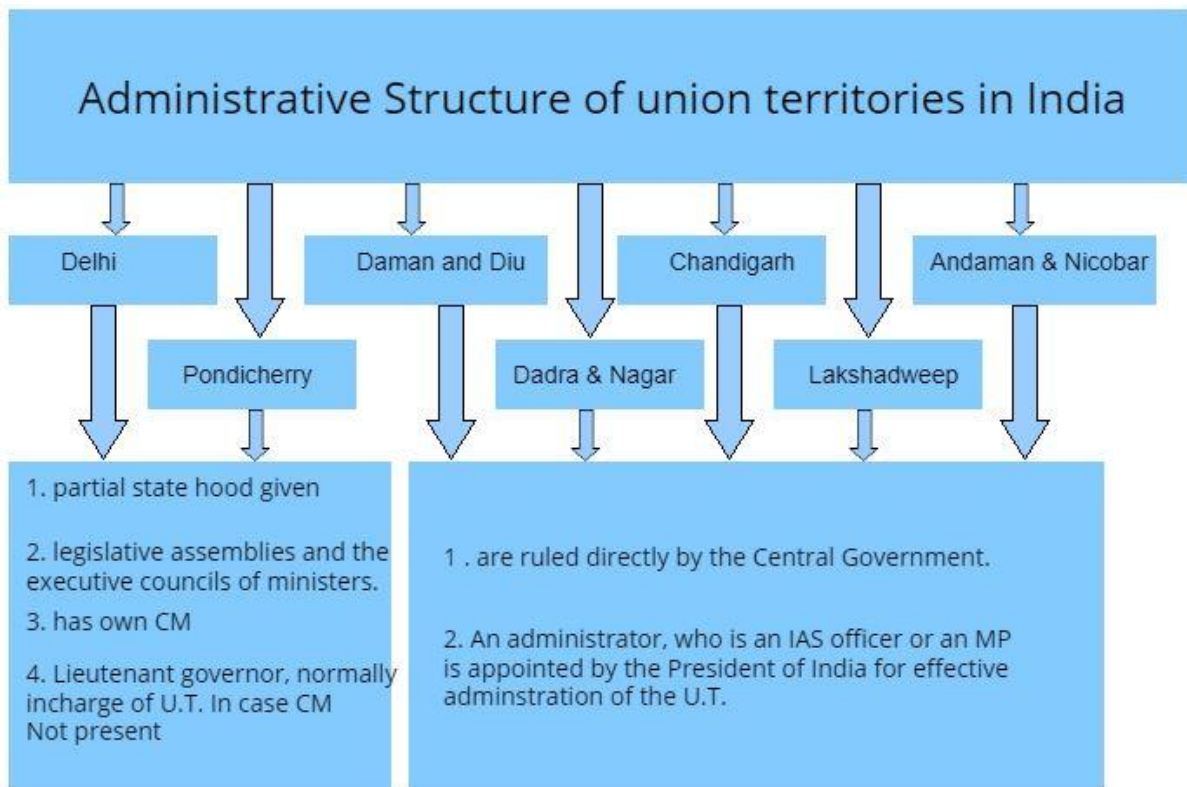 Administrative Structure of union territories in India
Delhi
Daman and Diu
Chandigarh
Andaman & Nicobar
Pondicherry
Dadra & Nagar
Lakshadweep
1. partial state hood given
2. legislative assemblies and the
executive councils of ministers.
3. has own CM
4. Lieutenant governor, normally
incharge of U.T. In case CM
Not present
1 . are ruled directly by the Central Government.
2. An administrator, who is an IAS officer or an MP
is appointed by the President of India for effective
adminstration of the U.T.